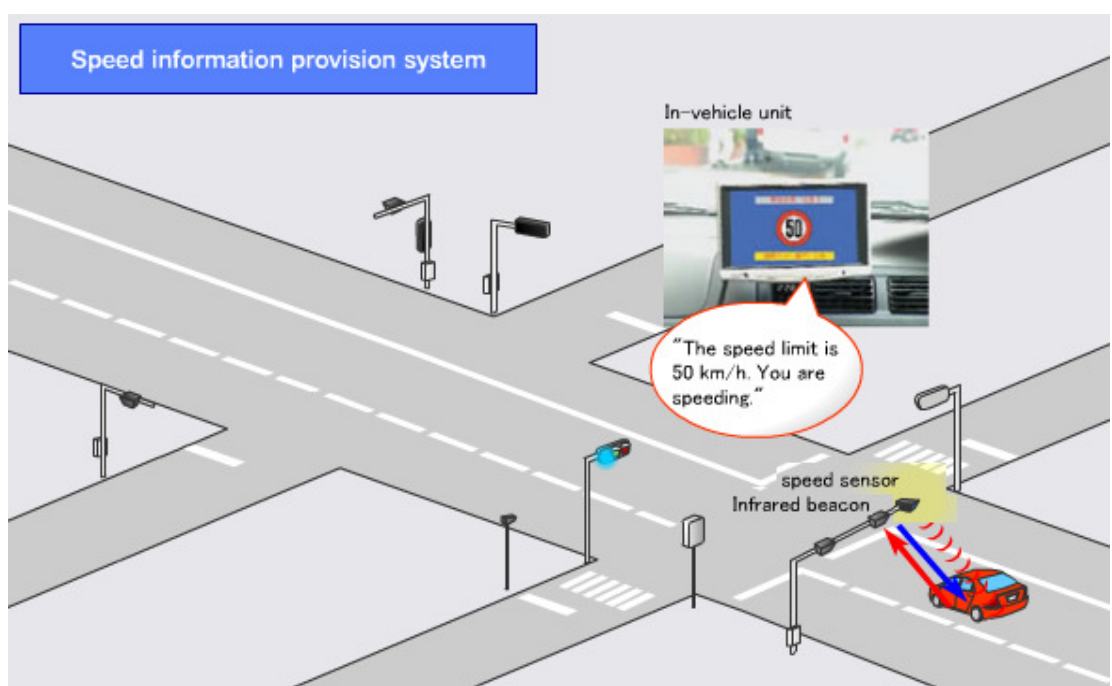 Speed information provision system
In-vehicle unit
50
"The speed limit is
50 km/h. You are
speeding."
speed sensor
Infrared beacon